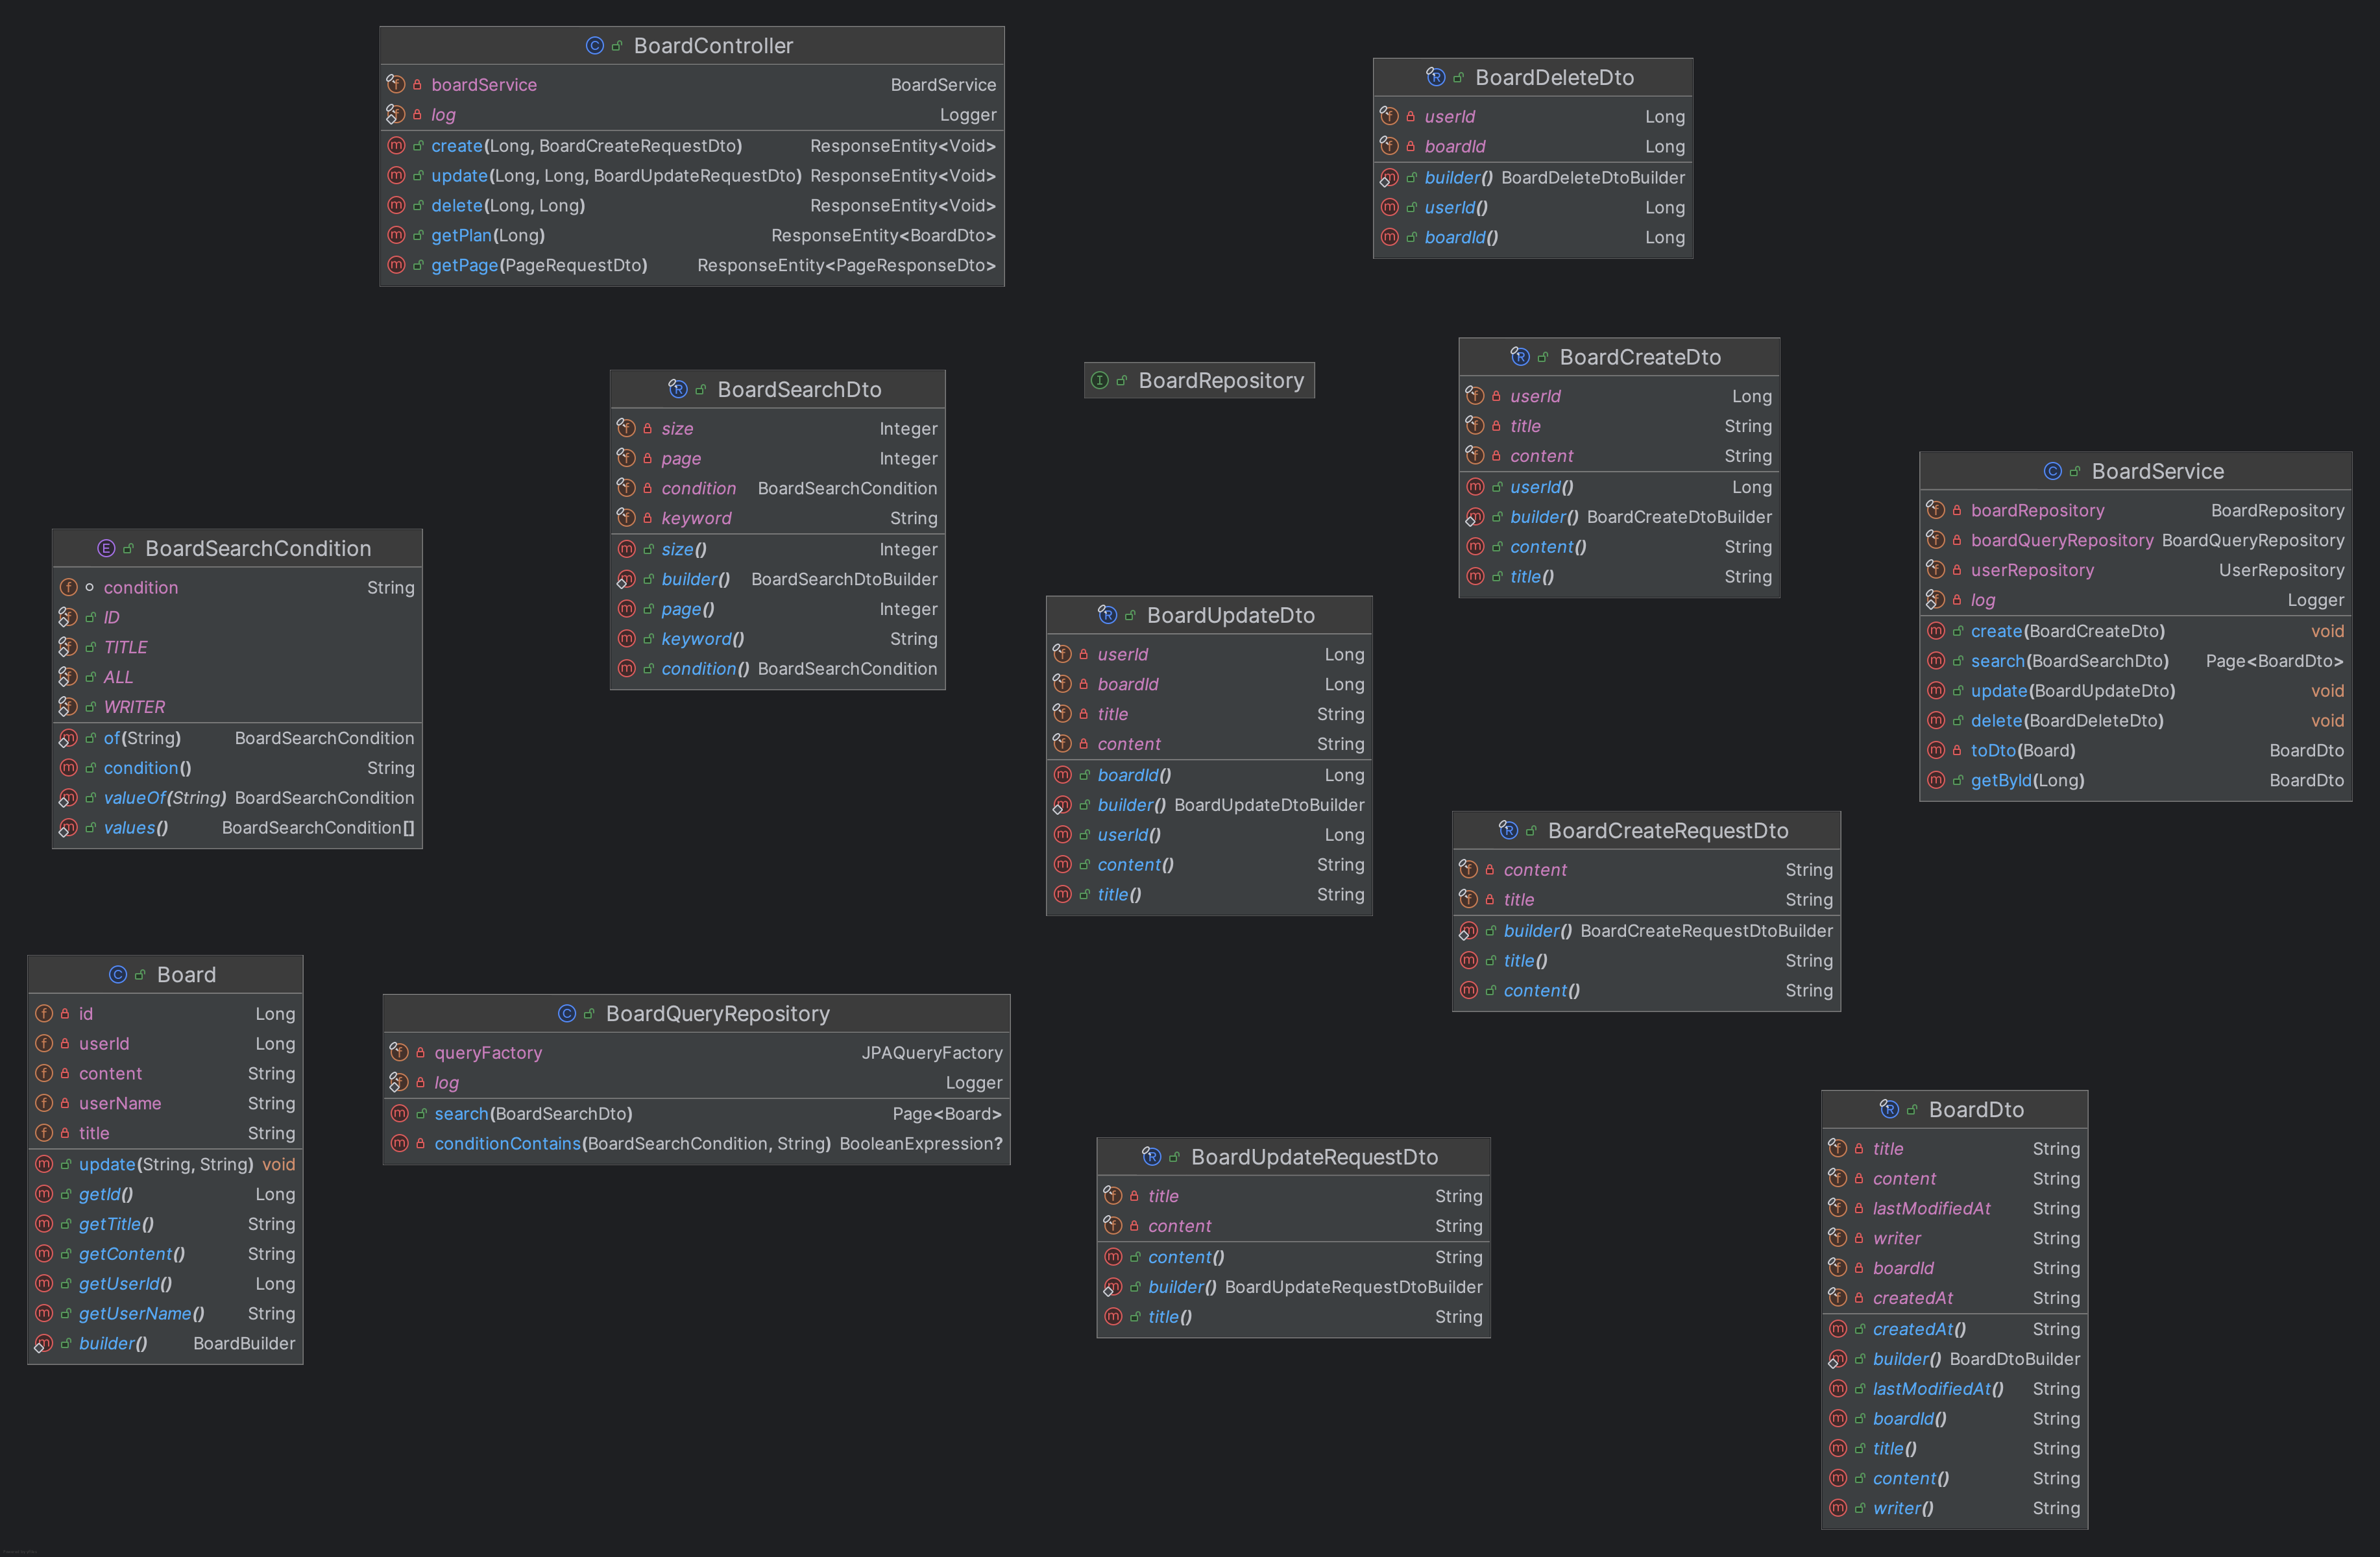 BoardController
boardService BoardService
log Logger
create(Long, BoardCreateRequestDto) ResponseEntity<Void>
update(Long, Long, BoardUpdateRequestDto) ResponseEntity<Void>
delete(Long, Long) ResponseEntity<Void>
getPlan(Long) ResponseEntity<BoardDto>
getPage(PageRequestDto) ResponseEntity<PageResponseDto>
BoardDeleteDto
userId Long
boardId Long
builder() BoardDeleteDtoBuilder
userId() Long
boardId() Long
BoardSearchDto
size Integer
page Integer
condition BoardSearchCondition
keyword String
size() Integer
builder() BoardSearchDtoBuilder
page() Integer
keyword() String
condition() BoardSearchCondition
BoardRepository
BoardCreateDto
userId Long
title String
content String
userId() Long
builder() BoardCreateDtoBuilder
content() String
title() String
BoardService
boardRepository BoardRepository
boardQueryRepository BoardQueryRepository
userRepository UserRepository
log Logger
create(BoardCreateDto) void
search(BoardSearchDto) Page<BoardDto>
update(BoardUpdateDto) void
delete(BoardDeleteDto) void
toDto(Board) BoardDto
getById(Long) BoardDto
BoardSearchCondition
condition String
ID
TITLE
ALL
WRITER
of(String) BoardSearchCondition
condition() String
valueOf(String) BoardSearchCondition
values() BoardSearchCondition[]
BoardUpdateDto
userId Long
boardId Long
title String
content String
boardId() Long
builder() BoardUpdateDtoBuilder
userId() Long
content() String
title() String
BoardCreateRequestDto
content String
title String
builder() BoardCreateRequestDtoBuilder
title() String
content() String
Board
id Long
userId Long
content String
userName String
title String
update(String, String) void
getId() Long
getTitle() String
getContent() String
getUserId() Long
getUserName() String
builder() BoardBuilder
BoardQueryRepository
queryFactory JPAQueryFactory
log Logger
search(BoardSearchDto) Page<Board>
conditionContains(BoardSearchCondition, String) BooleanExpression?
BoardUpdateRequestDto
title String
content String
content() String
builder() BoardUpdateRequestDtoBuilder
title() String
BoardDto
title String
content String
lastModifiedAt String
writer String
boardId String
createdAt String
createdAt() String
builder() BoardDtoBuilder
lastModifiedAt() String
boardId() String
title() String
content() String
writer() String